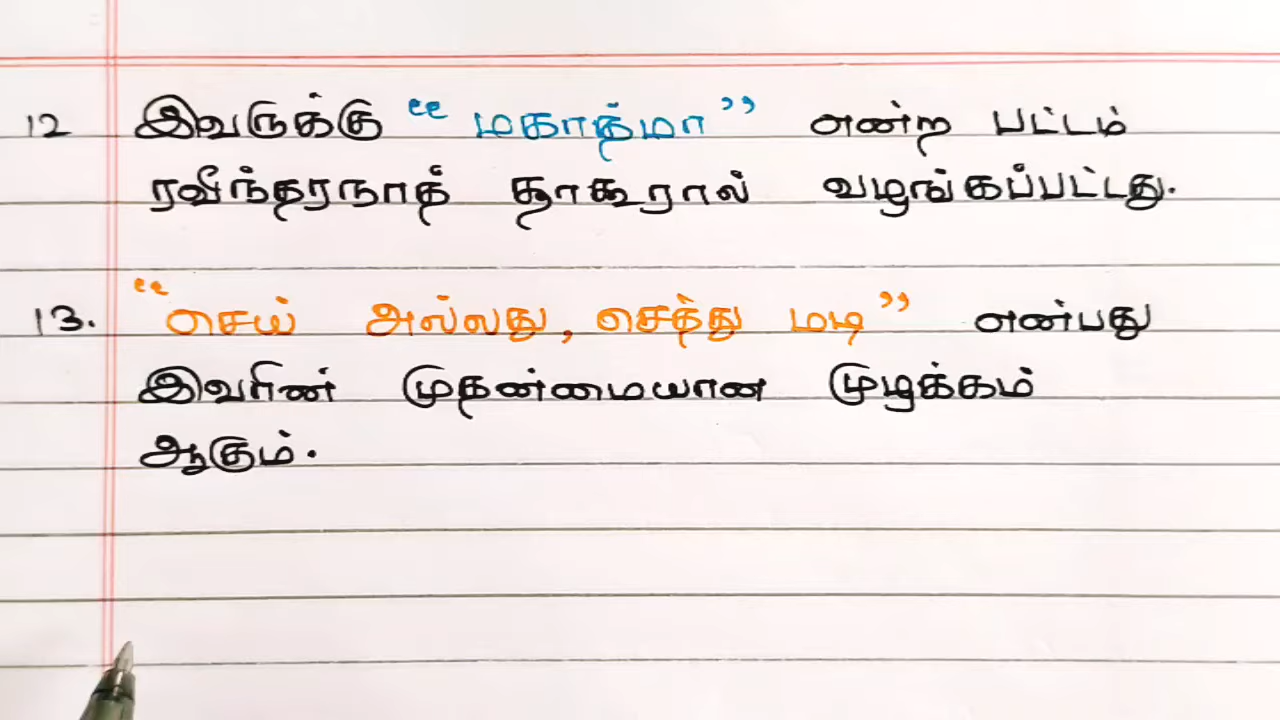 12 இவருக்கு “மகாத்மா” என்ற பட்டம்
ரவீந்தரநாத் தாகூரால் வழங்கப்பட்டது.
13. “செய் அல்லது, செத்து மடி” என்பது
இவரின் முதன்மையான முழக்கம்
ஆகும்.